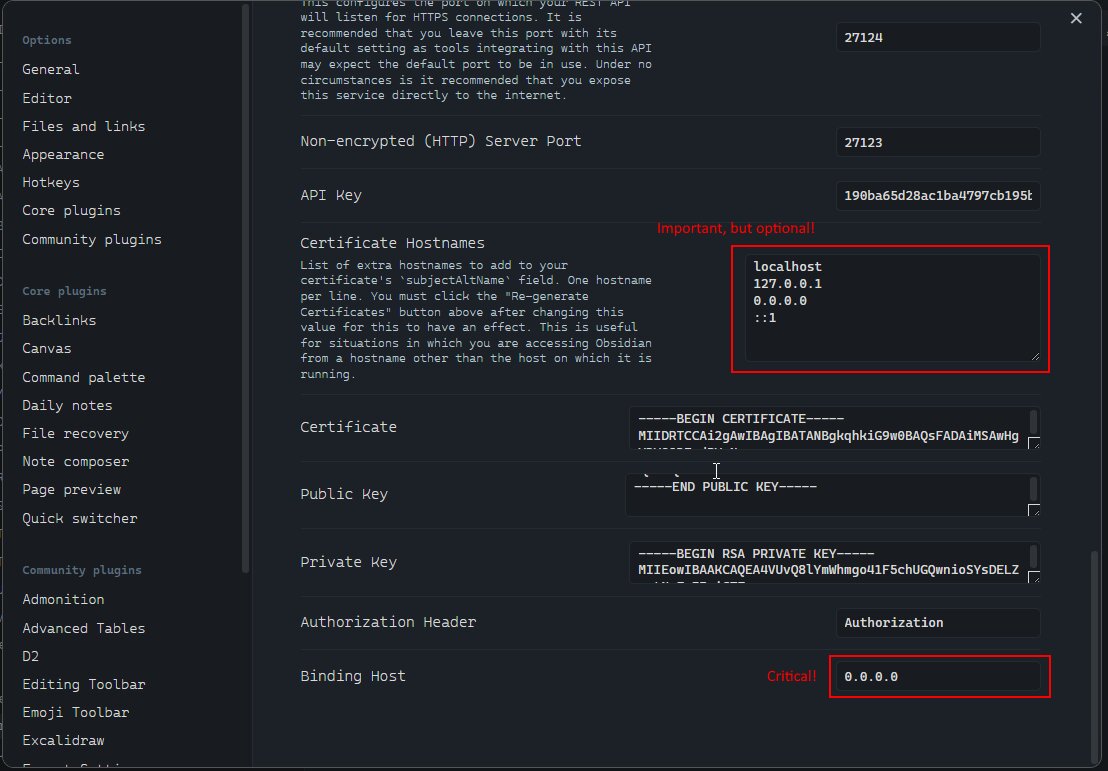 Options
General
Editor
Files and links
Appearance
Hotkeys
Core plugins
Community plugins
Core plugins
Backlinks
Canvas
Command palette
Daily notes
File recovery
Note composer
Page preview
Quick switcher
Community plugins
Admonition
Advanced Tables
D2
Editing Toolbar
Emoji Toolbar
Excalidraw
This configures the port on which your REST API
will listen for HTTPS connections. It is
recommended that you leave this port with its
default setting as tools integrating with this API
may expect the default port to be in use. Under no
circumstances is it recommended that you expose
this service directly to the internet.
27124
Non-encrypted (HTTP) Server Port
27123
API Key
190ba65d28ac1ba4797cb195b
Important, but optional!
Certificate Hostnames
List of extra hostnames to add to your
certificate's `subjectAltName` field. One hostname
per line. You must click the "Re-generate
Certificates" button above after changing this
value for this to have an effect. This is useful
for situations in which you are accessing Obsidian
from a hostname other than the host on which it is
running.
localhost
127.0.0.1
0.0.0.0
::1
Certificate
-----BEGIN CERTIFICATE-----
MIIDRTCCAi2gAwIBAgIBATANBgkqhkiG9w0BAQsFADAiMSAwHg
Public Key
-----END PUBLIC KEY-----
Private Key
-----BEGIN RSA PRIVATE KEY-----
MIIEowIBAAKCAQEA4VUvQ8lYmWhmgo41F5chUGQwnioSYsDELZ
Authorization Header
Authorization
Binding Host
Critical!
0.0.0.0